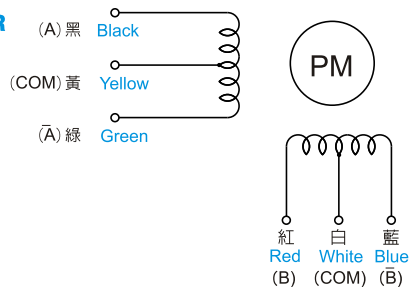 R
(A) 黑 Black
(COM) 黃 Yellow
(A̅) 綠 Green
PM
紅 白 藍
Red White Blue
(B) (COM) (B̅)